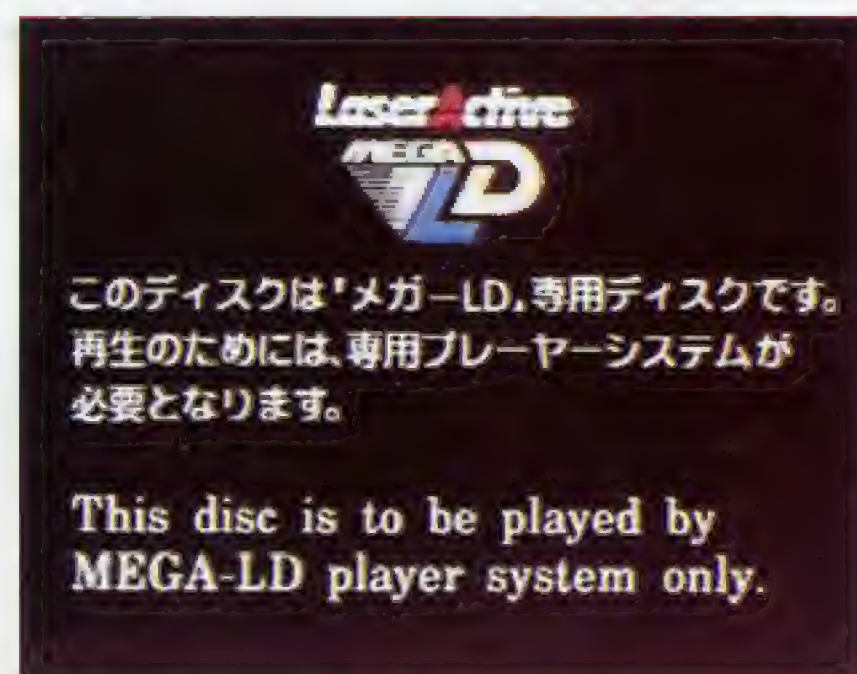 LaserActive
MEGA
LD
このディスクは'メガーLD,専用ディスクです。
再生のためには、専用プレーヤーシステムが
必要となります。
This disc is to be played by
MEGA-LD player system only.